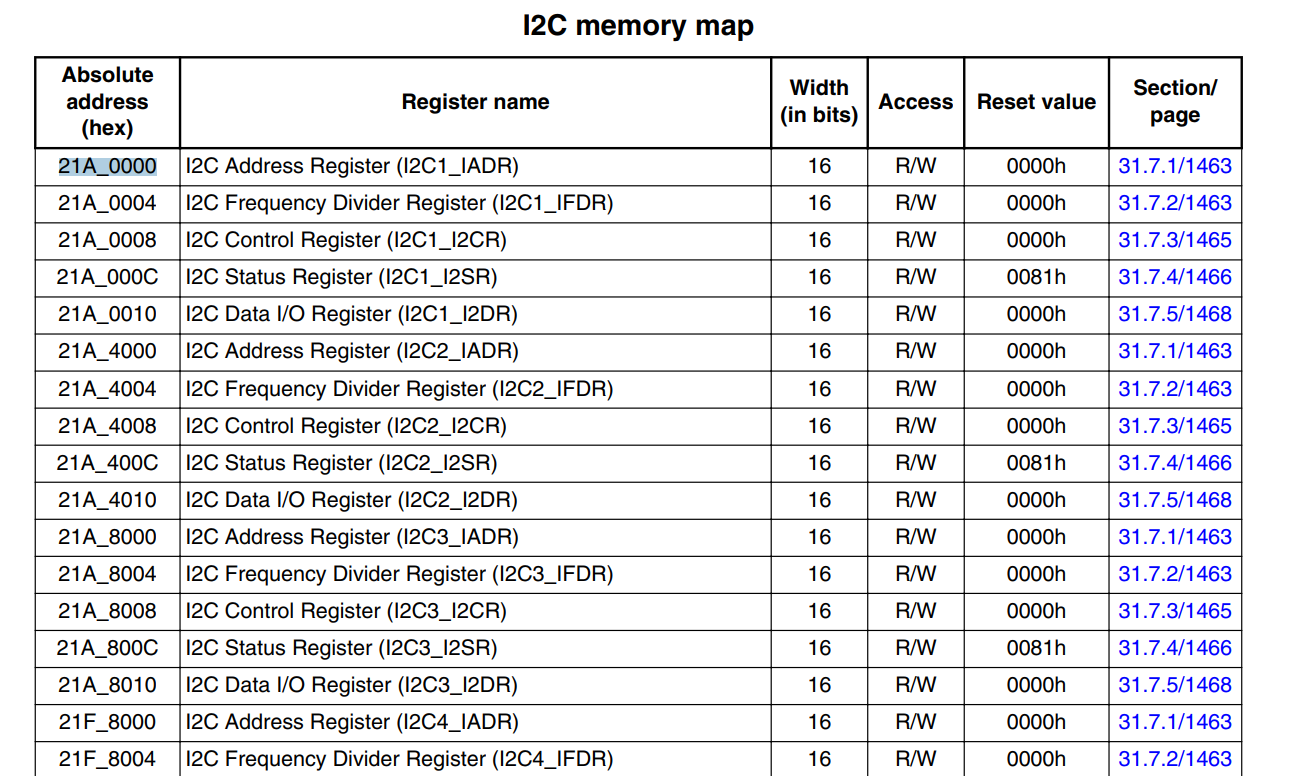 I2C memory map
Absolute address (hex) Register name Width (in bits) Access Reset value Section/ page
21A_0000 I2C Address Register (I2C1_IADR) 16 R/W 0000h 31.7.1/1463
21A_0004 I2C Frequency Divider Register (I2C1_IFDR) 16 R/W 0000h 31.7.2/1463
21A_0008 I2C Control Register (I2C1_I2CR) 16 R/W 0000h 31.7.3/1465
21A_000C I2C Status Register (I2C1_I2SR) 16 R/W 0081h 31.7.4/1466
21A_0010 I2C Data I/O Register (I2C1_I2DR) 16 R/W 0000h 31.7.5/1468
21A_4000 I2C Address Register (I2C2_IADR) 16 R/W 0000h 31.7.1/1463
21A_4004 I2C Frequency Divider Register (I2C2_IFDR) 16 R/W 0000h 31.7.2/1463
21A_4008 I2C Control Register (I2C2_I2CR) 16 R/W 0000h 31.7.3/1465
21A_400C I2C Status Register (I2C2_I2SR) 16 R/W 0081h 31.7.4/1466
21A_4010 I2C Data I/O Register (I2C2_I2DR) 16 R/W 0000h 31.7.5/1468
21A_8000 I2C Address Register (I2C3_IADR) 16 R/W 0000h 31.7.1/1463
21A_8004 I2C Frequency Divider Register (I2C3_IFDR) 16 R/W 0000h 31.7.2/1463
21A_8008 I2C Control Register (I2C3_I2CR) 16 R/W 0000h 31.7.3/1465
21A_800C I2C Status Register (I2C3_I2SR) 16 R/W 0081h 31.7.4/1466
21A_8010 I2C Data I/O Register (I2C3_I2DR) 16 R/W 0000h 31.7.5/1468
21F_8000 I2C Address Register (I2C4_IADR) 16 R/W 0000h 31.7.1/1463
21F_8004 I2C Frequency Divider Register (I2C4_IFDR) 16 R/W 0000h 31.7.2/1463